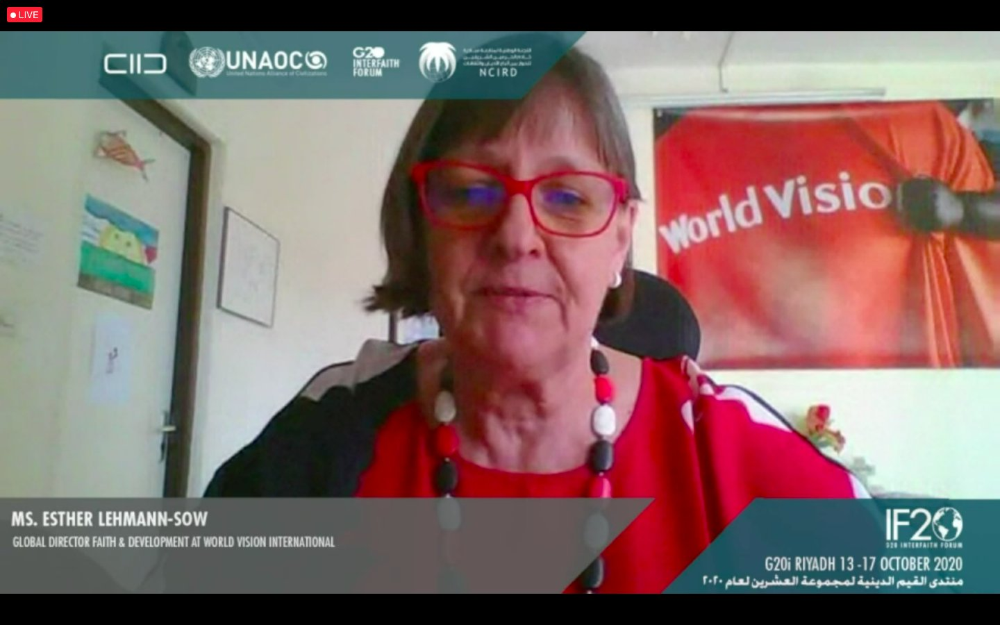 LIVE
UNAOC
United Nations Alliance of Civilizations
G20
INTERFAITH
FORUM
NCIRD
World Visio
MS. ESTHER LEHMANN-SOW
GLOBAL DIRECTOR FAITH & DEVELOPMENT AT WORLD VISION INTERNATIONAL
IF20
G20 INTERFAITH FORUM
G20i RIYADH 13 -17 OCTOBER 2020
منتدى القيم الدينية لمجموعة العشرين لعام ٢٠٢٠